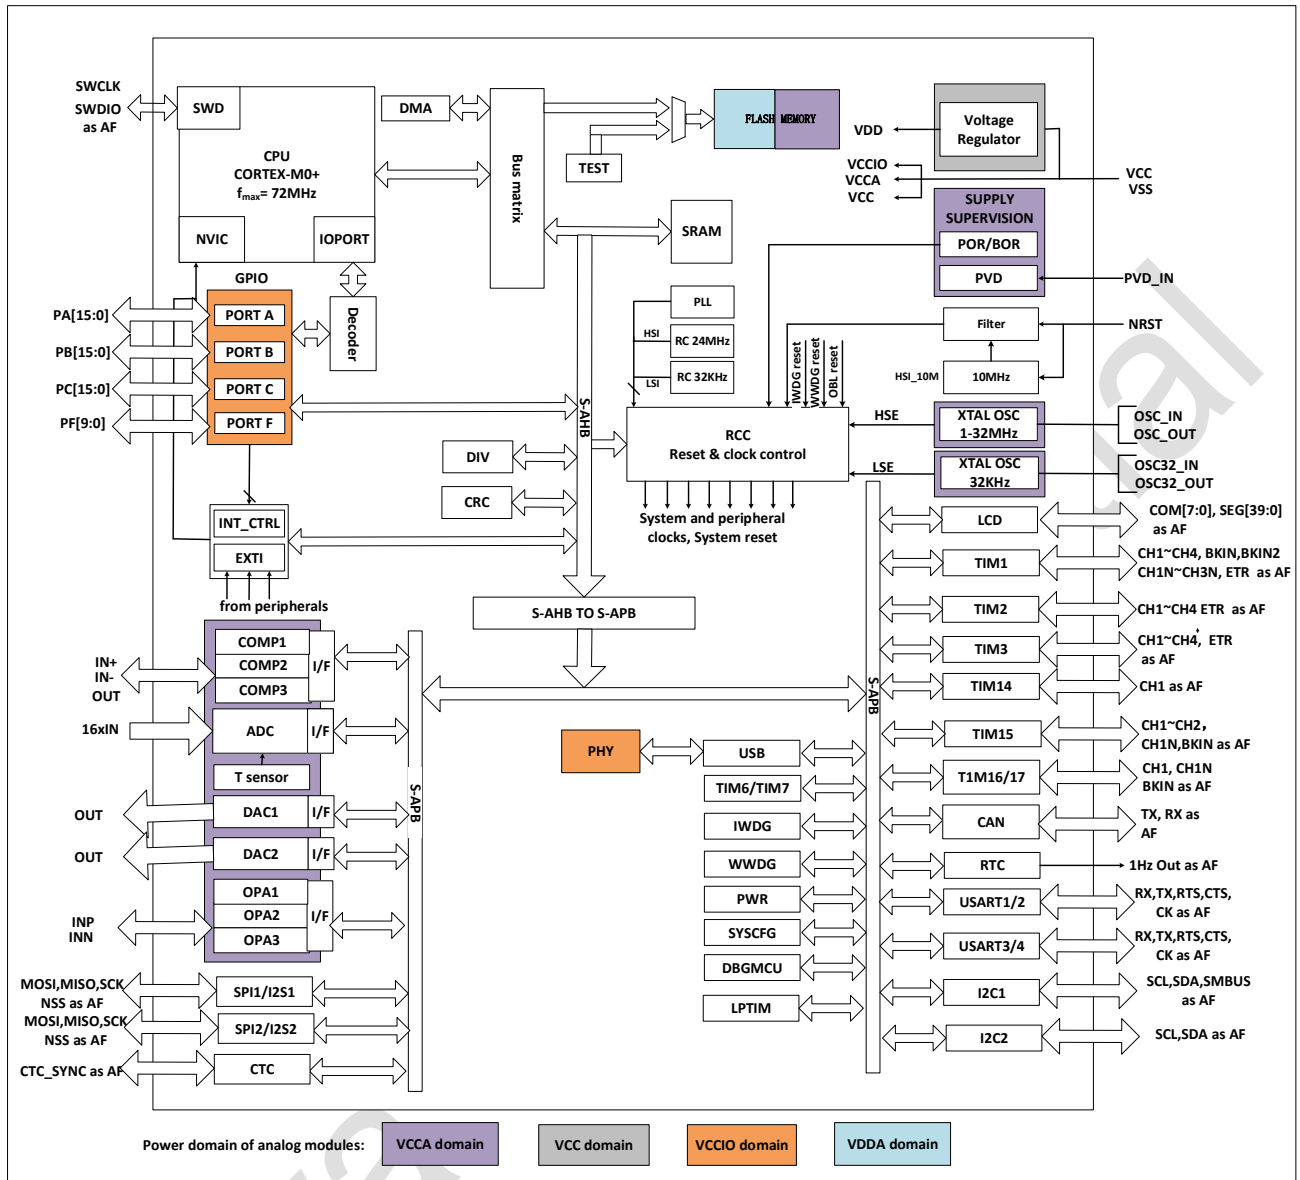 SWCLK
SWDIO
as AF
SWD
CPU
CORTEX-M0+
fmax= 72MHz
NVIC
IOPORT
DMA
Bus matrix
TEST
FLASH MEMORY
SRAM
Voltage
Regulator
VDD
VCCIO
VCCA
VCC
VCC
VSS
SUPPLY
SUPERVISION
POR/BOR
PVD
PVD_IN
GPIO
PORT A
PORT B
PORT C
PORT F
PA[15:0]
PB[15:0]
PC[15:0]
PF[9:0]
Decoder
PLL
HSI
RC 24MHz
LSI
RC 32KHz
IWDG reset
WWDG reset
OBL reset
Filter
NRST
HSI_10M
10MHz
S-AHB
RCC
Reset & clock control
HSE
XTAL OSC
1-32MHz
OSC_IN
OSC_OUT
LSE
XTAL OSC
32KHz
OSC32_IN
OSC32_OUT
DIV
CRC
System and peripheral
clocks, System reset
INT_CTRL
EXTI
from peripherals
S-AHB TO S-APB
LCD
COM[7:0], SEG[39:0]
as AF
TIM1
CH1~CH4, BKIN,BKIN2
CH1N~CH3N, ETR as AF
TIM2
CH1~CH4 ETR as AF
TIM3
CH1~CH4, ETR
as AF
TIM14
CH1 as AF
TIM15
CH1~CH2,
CH1N,BKIN as AF
T1M16/17
CH1, CH1N
BKIN as AF
CAN
TX, RX as
AF
RTC
1Hz Out as AF
USART1/2
RX,TX,RTS,CTS,
CK as AF
USART3/4
RX,TX,RTS,CTS,
CK as AF
I2C1
SCL,SDA,SMBUS
as AF
I2C2
SCL,SDA as AF
S-APB
PHY
USB
TIM6/TIM7
IWDG
WWDG
PWR
SYSCFG
DBGMCU
LPTIM
S-APB
IN+
IN-
OUT
COMP1
COMP2
COMP3
I/F
16xIN
ADC
I/F
T sensor
OUT
DAC1
I/F
OUT
DAC2
I/F
INP
INN
OPA1
OPA2
OPA3
I/F
MOSI,MISO,SCK
NSS as AF
SPI1/I2S1
MOSI,MISO,SCK
NSS as AF
SPI2/I2S2
CTC_SYNC as AF
CTC
Power domain of analog modules:
VCCA domain
VCC domain
VCCIO domain
VDDA domain